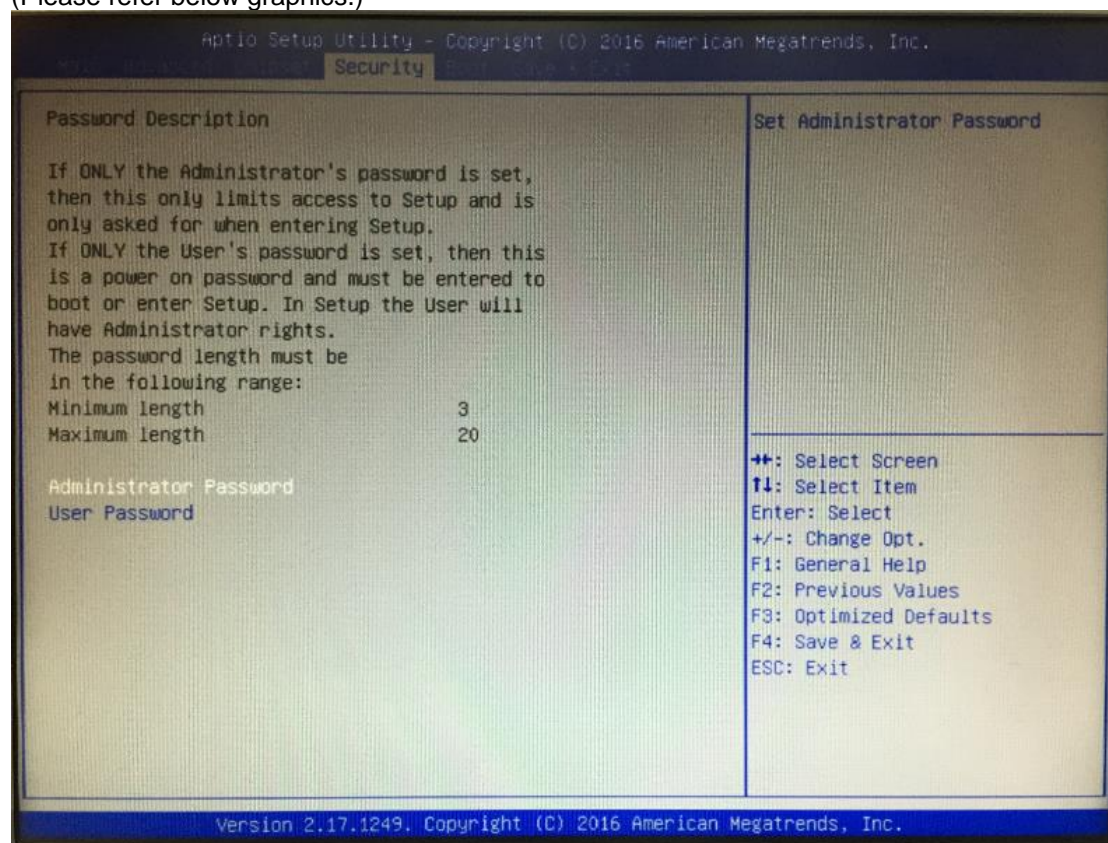 (Please refer below graphics.)
Aptio Setup Utility - Copyright (C) 2016 American Megatrends, Inc.
Security
Password Description
If ONLY the Administrator's password is set,
then this only limits access to Setup and is
only asked for when entering Setup.
If ONLY the User's password is set, then this
is a power on password and must be entered to
boot or enter Setup. In Setup the User will
have Administrator rights.
The password length must be
in the following range:
Minimum length 3
Maximum length 20
Administrator Password
User Password
Set Administrator Password
→←: Select Screen
↑↓: Select Item
Enter: Select
+/-: Change Opt.
F1: General Help
F2: Previous Values
F3: Optimized Defaults
F4: Save & Exit
ESC: Exit
Version 2.17.1249. Copyright (C) 2016 American Megatrends, Inc.